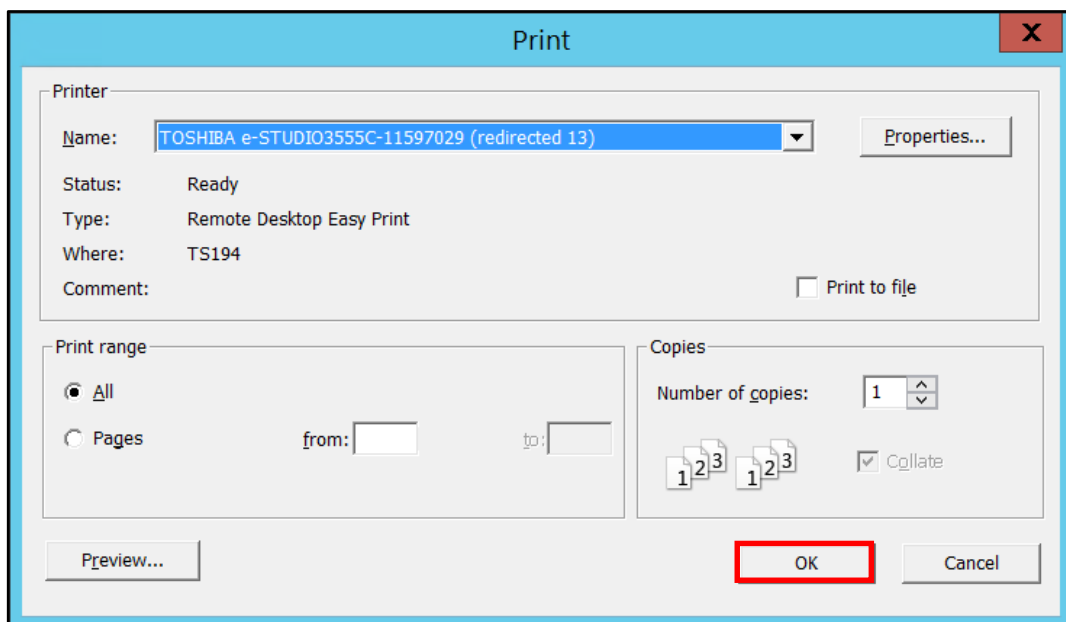 Print
X
Printer
Name: TOSHIBA e-STUDIO3555C-11597029 (redirected 13) Properties...
Status: Ready
Type: Remote Desktop Easy Print
Where: TS194
Comment: Print to file
Print range
All
Pages from: to:
Copies
Number of copies: 1
1 2 3 1 2 3 Collate
Preview... OK Cancel